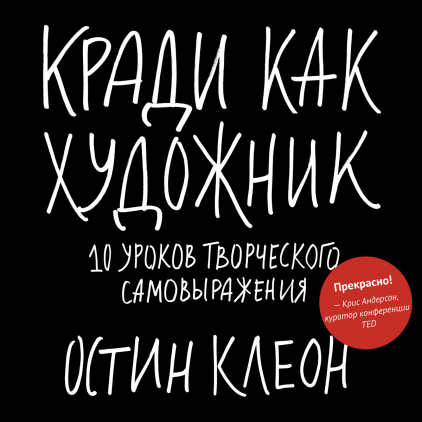 КРАДИ КАК
ХУДОЖНИК
10 УРОКОВ ТВОРЧЕСКОГО
САМОВЫРАЖЕНИЯ
Прекрасно!
— Крис Андерсон,
куратор конференции
TED
ОСТИН КЛЕОН